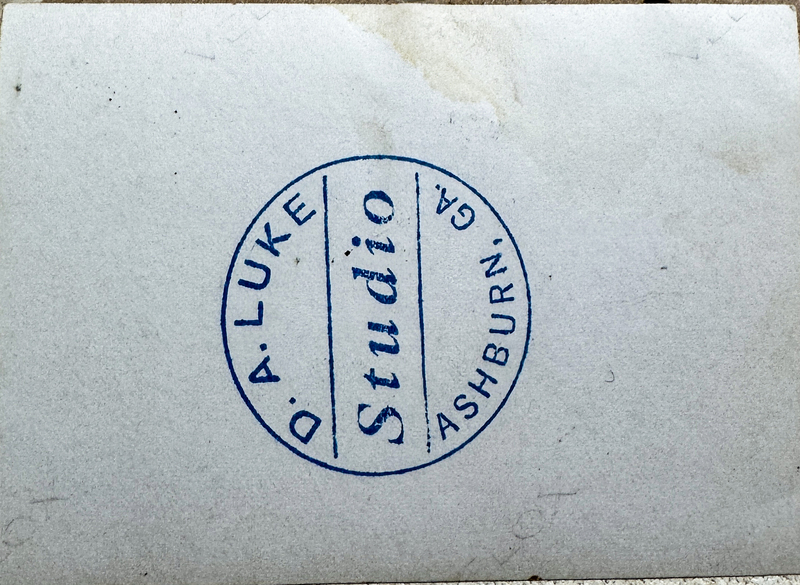 D. A. LUKE
Studio
ASHBURN, GA.